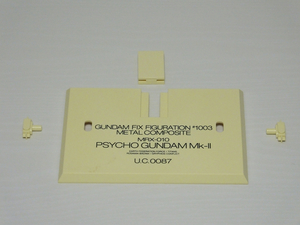 GUNDAM FIX FIGURATION #1003
METAL COMPOSITE
MRX-010
PSYCHO GUNDAM Mk-II
U.C.0087